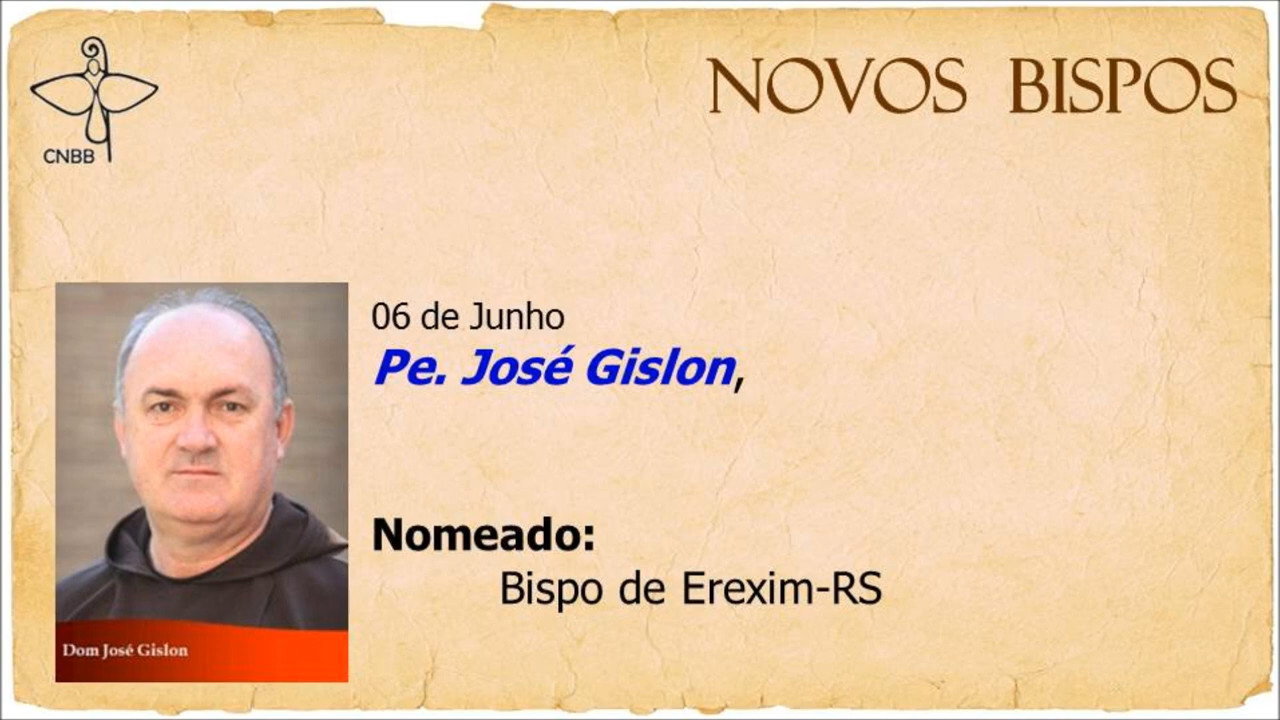 CNBB
NOVOS BISPOS
06 de Junho
Pe. José Gislon,
Nomeado:
Bispo de Erexim-RS
Dom José Gislon